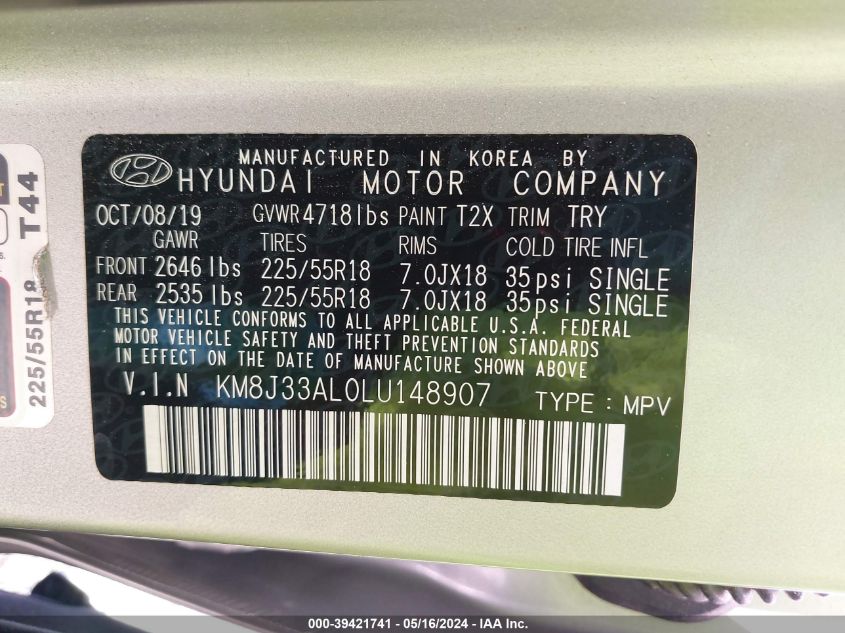 MANUFACTURED IN KOREA BY
HYUNDAI MOTOR COMPANY
OCT/08/19 GVWR 4718lbs PAINT T2X TRIM TRY
GAWR TIRES RIMS COLD TIRE INFL
FRONT 2646lbs 225/55R18 7.0JX18 35psi SINGLE
REAR 2535lbs 225/55R18 7.0JX18 35psi SINGLE
THIS VEHICLE CONFORMS TO ALL APPLICABLE U.S.A. FEDERAL
MOTOR VEHICLE SAFETY AND THEFT PREVENTION STANDARDS
IN EFFECT ON THE DATE OF MANUFACTURE SHOWN ABOVE
V.I.N KM8J33AL0LU148907 TYPE : MPV
225/55R18 T44
000-39421741 - 05/16/2024 - IAA Inc.